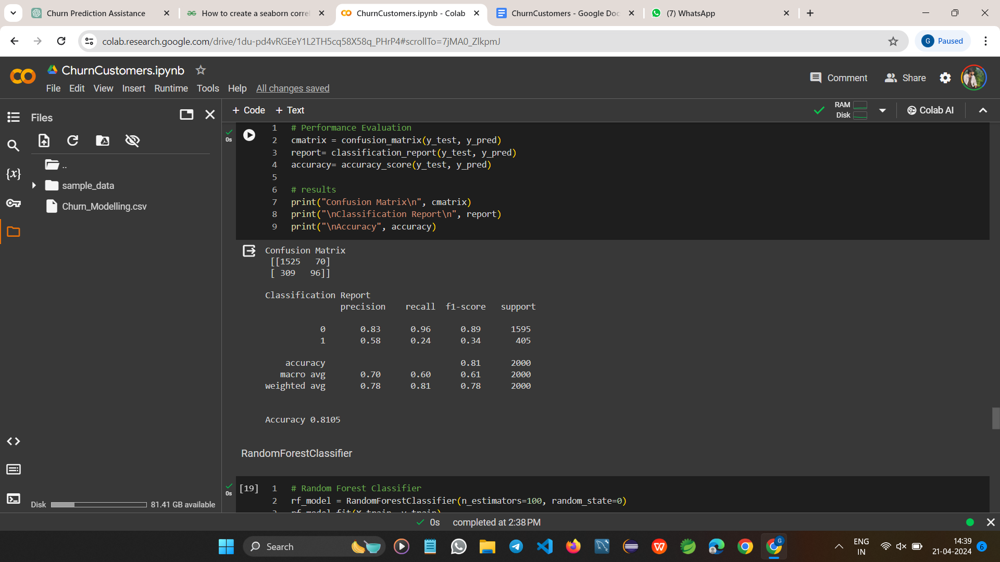 Churn Prediction Assistance
How to create a seaborn correl
ChurnCustomers.ipynb - Colab
ChurnCustomers - Google Doc
(7) WhatsApp
colab.research.google.com/drive/1du-pd4vRGEeY1L2TH5cq58X58q_PHrP4#scrollTo=7jMA0_ZlkpmJ
G Paused
ChurnCustomers.ipynb
Comment Share
File Edit View Insert Runtime Tools Help All changes saved
Files
+ Code + Text
RAM
Disk
Colab AI
..
sample_data
Churn_Modelling.csv
{x}
0s
1 # Performance Evaluation
2 cmatrix = confusion_matrix(y_test, y_pred)
3 report= classification_report(y_test, y_pred)
4 accuracy= accuracy_score(y_test, y_pred)
5
6 # results
7 print("Confusion Matrix\n", cmatrix)
8 print("\nClassification Report\n", report)
9 print("\nAccuracy", accuracy)
Confusion Matrix
[[1525 70]
[ 309 96]]
Classification Report
precision recall f1-score support
0 0.83 0.96 0.89 1595
1 0.58 0.24 0.34 405
accuracy 0.81 2000
macro avg 0.70 0.60 0.61 2000
weighted avg 0.78 0.81 0.78 2000
Accuracy 0.8105
RandomForestClassifier
0s
[19] 1 # Random Forest Classifier
2 rf_model = RandomForestClassifier(n_estimators=100, random_state=0)
3 rf_model.fit(X_train, y_train)
Disk 81.41 GB available
0s completed at 2:38 PM
Search
G
ENG
IN
14:39
21-04-2024
6